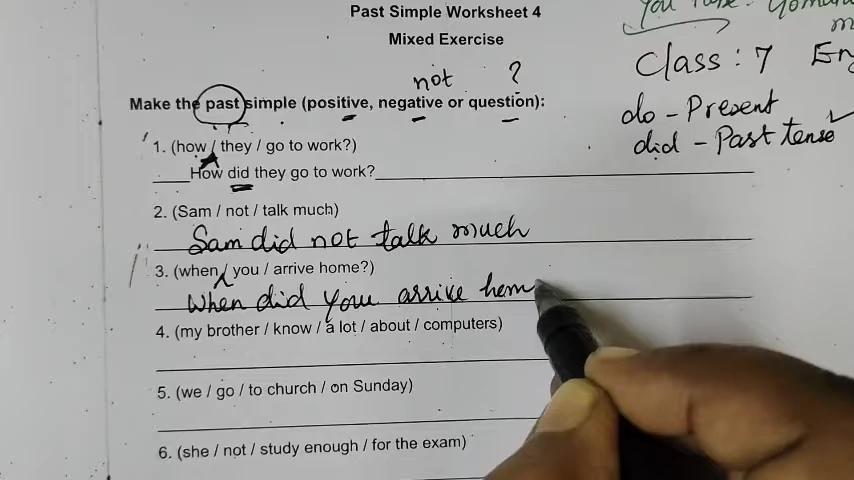 Past Simple Worksheet 4
Mixed Exercise
not ?
Make the past simple (positive, negative or question):
Class : 7
do - Present
did - Past tense
1. (how / they / go to work?)
How did they go to work?
2. (Sam / not / talk much)
Sam did not talk much
3. (when / you / arrive home?)
When did you arrive hom
4. (my brother / know / a lot / about / computers)
5. (we / go / to church / on Sunday)
6. (she / not / study enough / for the exam)